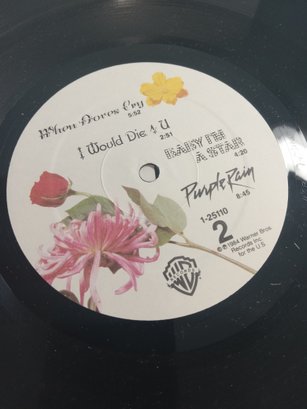 When Doves Cry
5:52
I Would Die 4 U
2:51
BABY I'M
A STAR
4:20
Purple Rain
8:45
1-25110
2
℗©1984 Warner Bros.
Records Inc.
for the U.S.